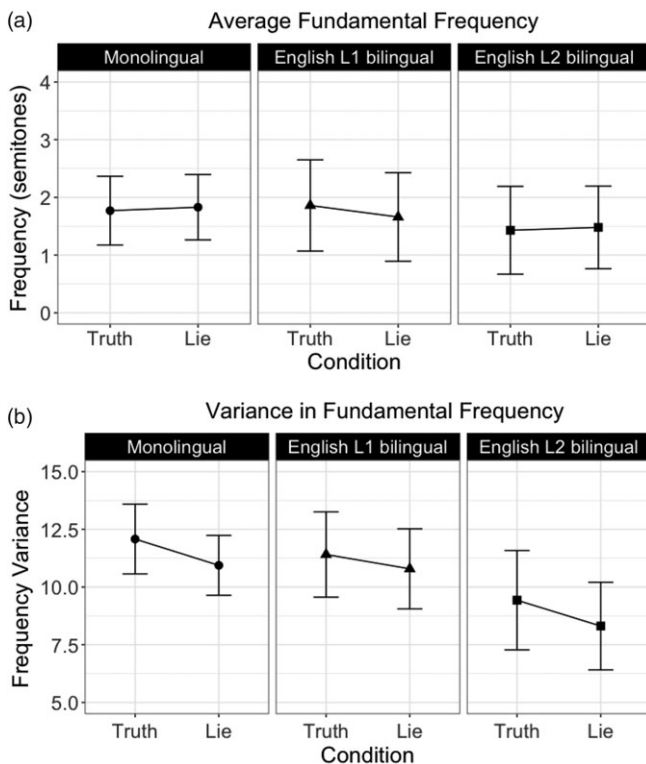 (a)
Average Fundamental Frequency
Monolingual English L1 bilingual English L2 bilingual
Frequency (semitones)
4
3
2
1
0
Truth Lie Truth Lie Truth Lie
Condition
(b)
Variance in Fundamental Frequency
Monolingual English L1 bilingual English L2 bilingual
Frequency Variance
15.0
12.5
10.0
7.5
5.0
Truth Lie Truth Lie Truth Lie
Condition